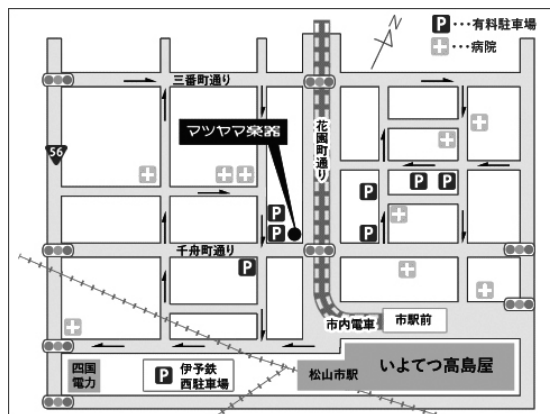 P・・・有料駐車場
・・・病院
三番町通り
マツヤマ楽器
花園町通り
56
P
P
P
P
P
P
千舟町通り
P
市内電車
市駅前
四国
電力
P 伊予鉄
西駐車場
松山市駅
いよてつ髙島屋
N